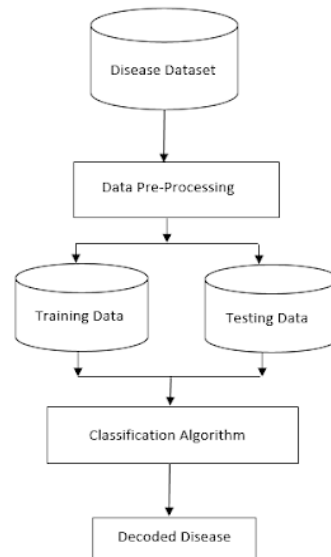 Disease Dataset
Data Pre-Processing
Training Data
Testing Data
Classification Algorithm
Decoded Disease